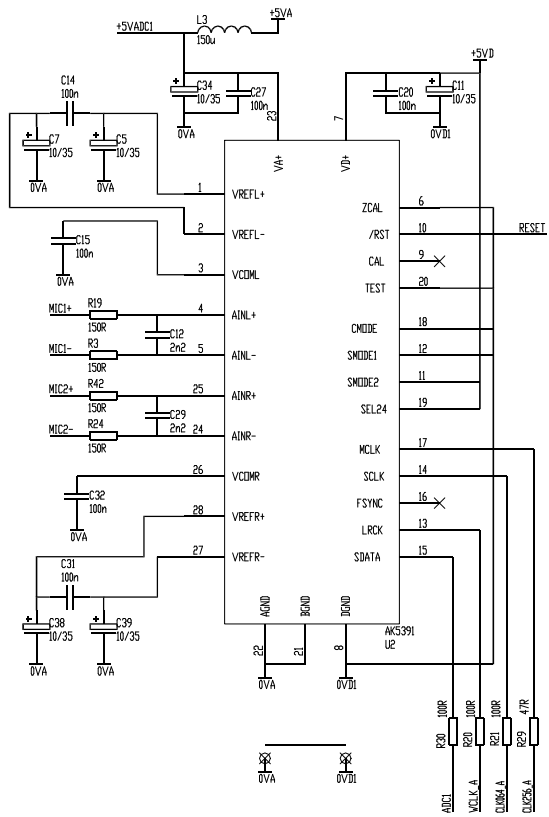 +5VADC1
L3
150u
+5VA
+5VD
C14
100n
C34
10/35
C27
100n
23
7
C20
100n
C11
10/35
0VA
0VD1
C7
10/35
C5
10/35
0VA
0VA
VA+
VD+
1
VREFL+
2
VREFL-
C15
100n
0VA
3
VCOML
ZCAL
6
/RST
10
RESET
CAL
9
TEST
20
MIC1+
R19
150R
4
AINL+
C12
2n2
MIC1-
R3
150R
5
AINL-
CMODE
18
SMODE1
12
MIC2+
R42
150R
25
AINR+
C29
2n2
SMODE2
11
MIC2-
R24
150R
24
AINR-
SEL24
19
MCLK
17
C32
100n
0VA
26
VCOMR
SCLK
14
28
VREFR+
FSYNC
16
LRCK
13
27
VREFR-
SDATA
15
C31
100n
C38
10/35
C39
10/35
0VA
0VA
AGND
BGND
DGND
22
21
8
AK5391
U2
0VA
0VD1
R30
100R
R20
100R
R21
100R
R29
47R
0VA
0VD1
ADC1
WCLK_A
CLK064_A
CLK256_A